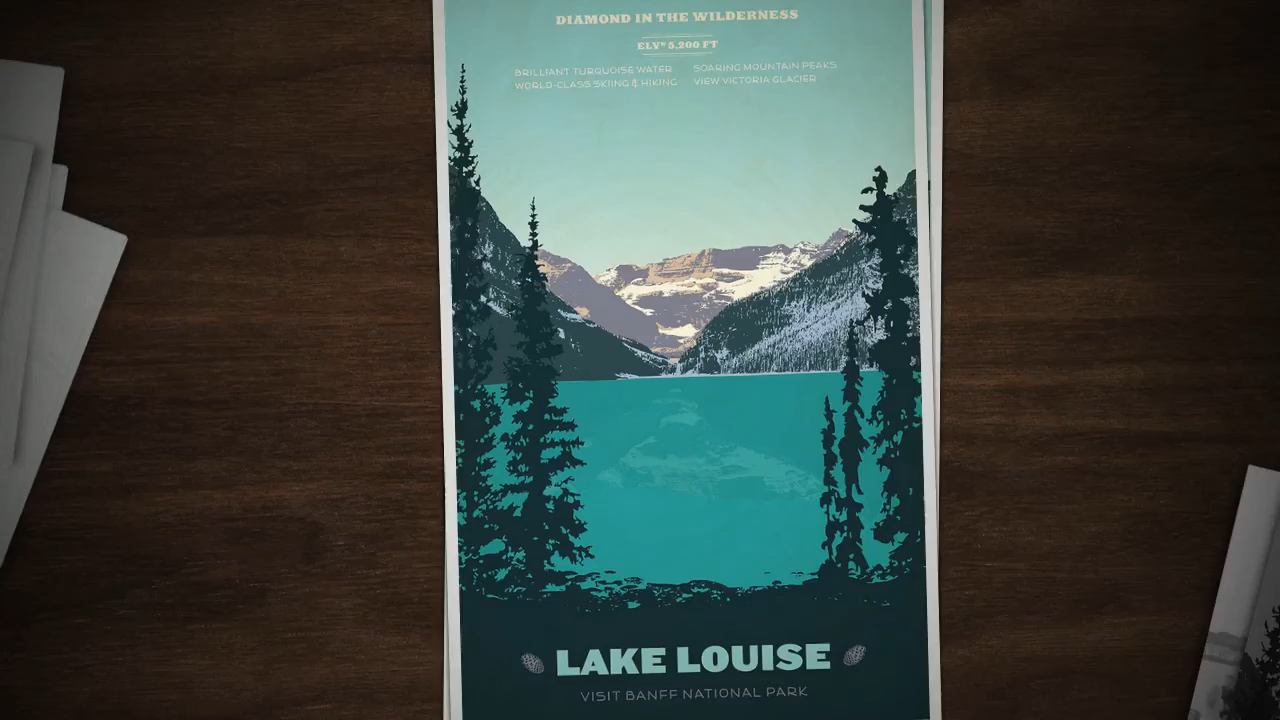 DIAMOND IN THE WILDERNESS
ELVN 5,200 FT
BRILLIANT TURQUOISE WATER SOARING MOUNTAIN PEAKS
WORLD-CLASS SKIING & HIKING VIEW VICTORIA GLACIER
LAKE LOUISE
VISIT BANFF NATIONAL PARK